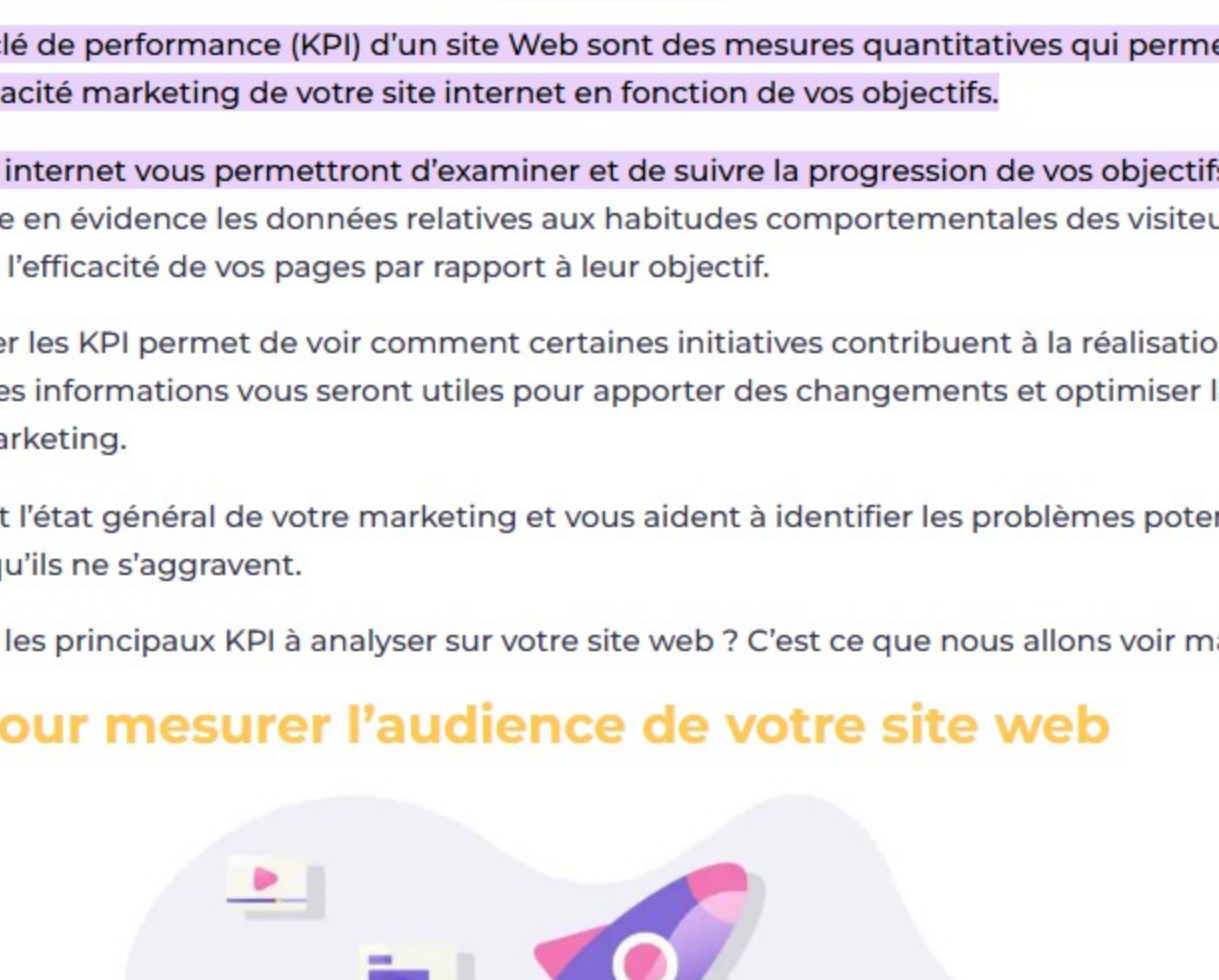 clé de performance (KPI) d'un site Web sont des mesures quantitatives qui perme
acité marketing de votre site internet en fonction de vos objectifs.
internet vous permettront d'examiner et de suivre la progression de vos objectifs
e en évidence les données relatives aux habitudes comportementales des visiteu
l'efficacité de vos pages par rapport à leur objectif.
er les KPI permet de voir comment certaines initiatives contribuent à la réalisatio
es informations vous seront utiles pour apporter des changements et optimiser l
arketing.
t l'état général de votre marketing et vous aident à identifier les problèmes poten
qu'ils ne s'aggravent.
les principaux KPI à analyser sur votre site web ? C'est ce que nous allons voir ma
our mesurer l'audience de votre site web